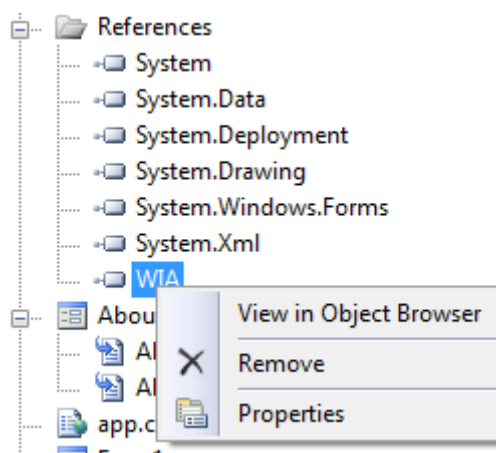 References
System
System.Data
System.Deployment
System.Drawing
System.Windows.Forms
System.Xml
WIA
View in Object Browser
Remove
Properties